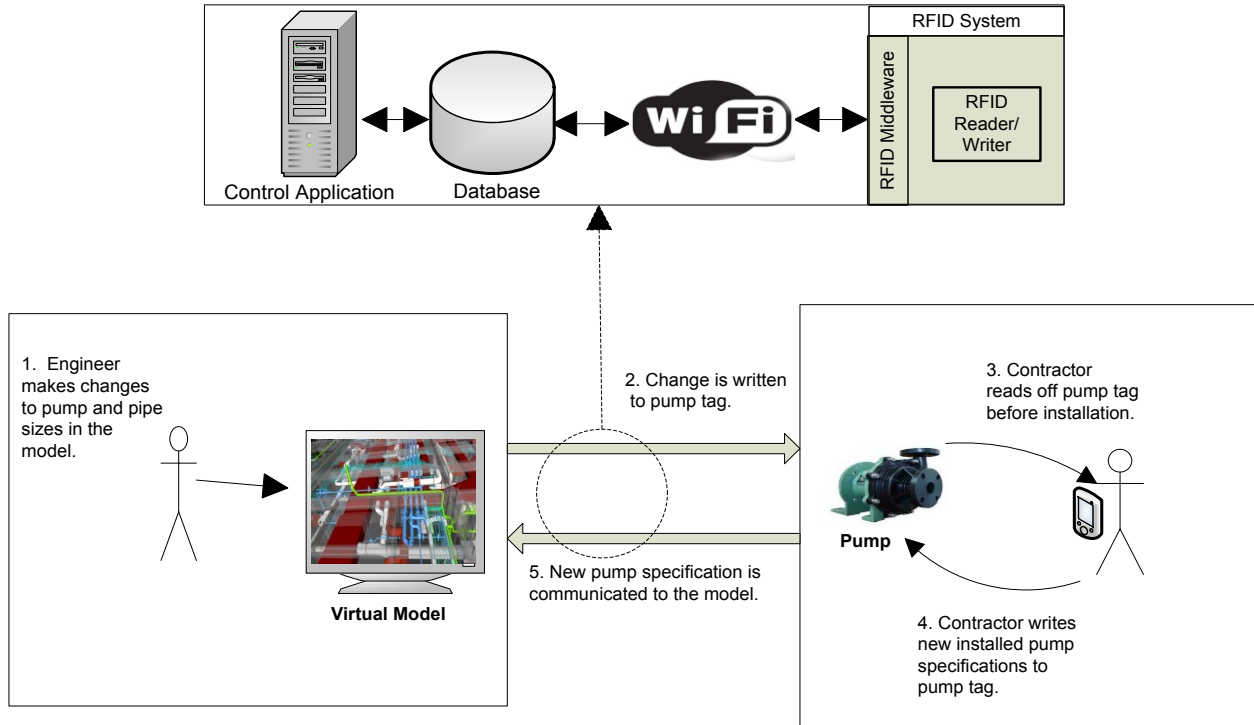 RFID System
RFID Middleware
RFID
Reader/
Writer
Wi Fi
Control Application
Database
1. Engineer
makes changes
to pump and pipe
sizes in the
model.
Virtual Model
2. Change is written
to pump tag.
5. New pump specification is
communicated to the model.
3. Contractor
reads off pump tag
before installation.
Pump
4. Contractor writes
new installed pump
specifications to
pump tag.